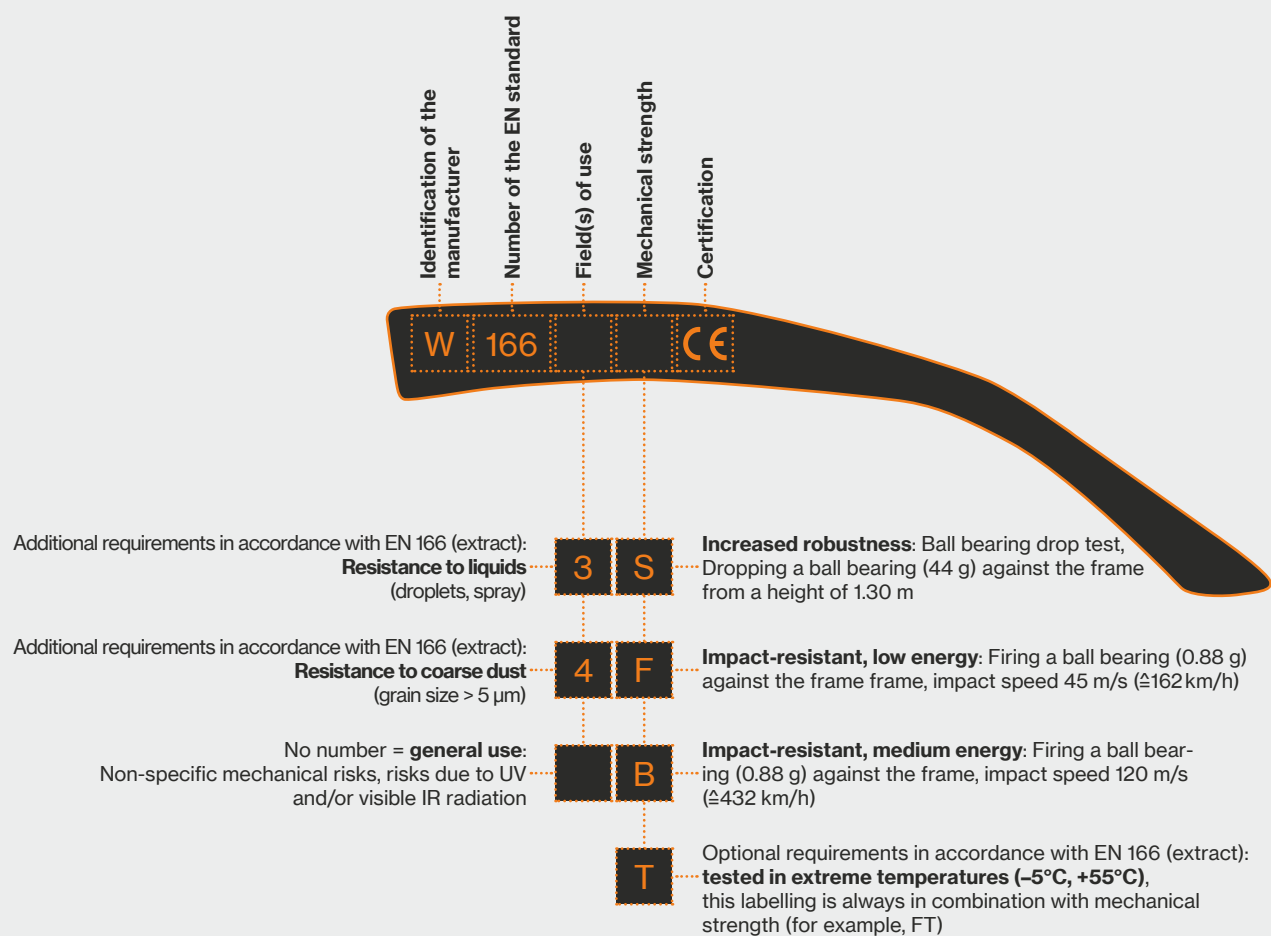 Identification of the
manufacturer
Number of the EN standard
Field(s) of use
Mechanical strength
Certification
W 166 CE
Additional requirements in accordance with EN 166 (extract):
Resistance to liquids
(droplets, spray)
3 S
Increased robustness: Ball bearing drop test,
Dropping a ball bearing (44 g) against the frame
from a height of 1.30 m
Additional requirements in accordance with EN 166 (extract):
Resistance to coarse dust
(grain size > 5 µm)
4 F
Impact-resistant, low energy: Firing a ball bearing (0.88 g)
against the frame frame, impact speed 45 m/s (≙162 km/h)
No number = general use:
Non-specific mechanical risks, risks due to UV
and/or visible IR radiation
B
Impact-resistant, medium energy: Firing a ball bear-
ing (0.88 g) against the frame, impact speed 120 m/s
(≙432 km/h)
T
Optional requirements in accordance with EN 166 (extract):
tested in extreme temperatures (–5°C, +55°C),
this labelling is always in combination with mechanical
strength (for example, FT)